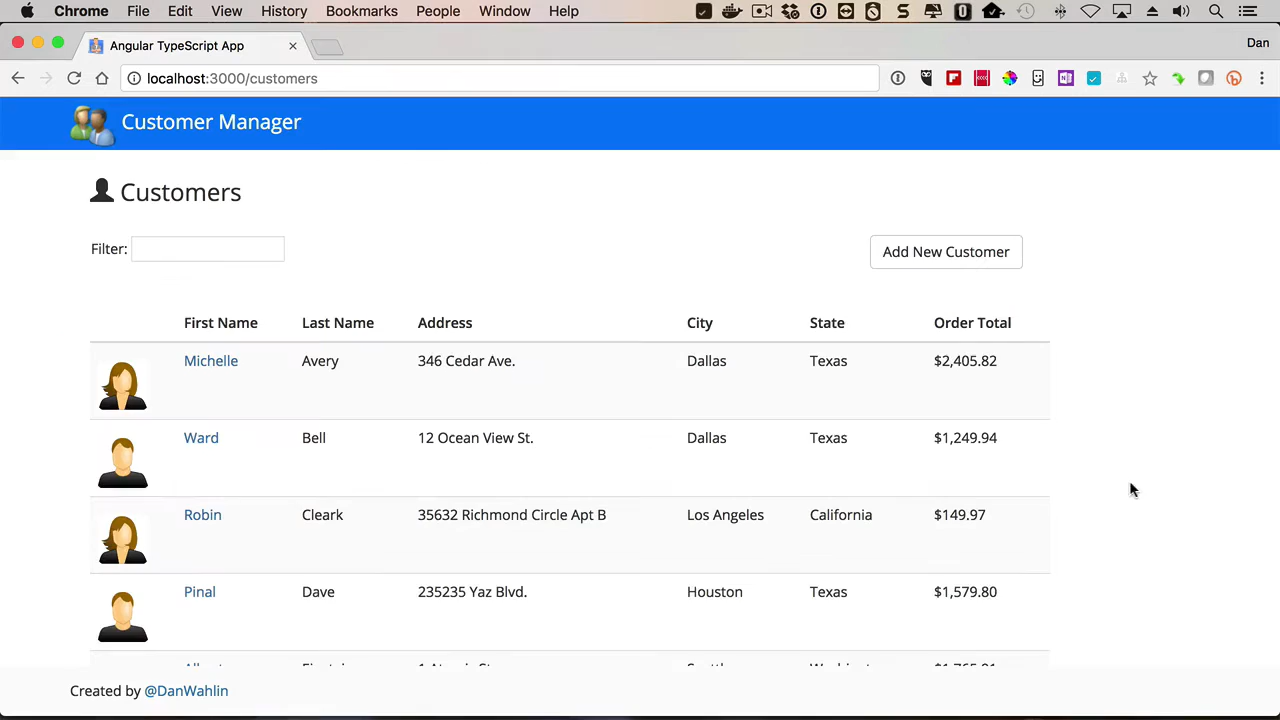 Chrome File Edit View History Bookmarks People Window Help
Angular TypeScript App
Dan
localhost:3000/customers
Customer Manager
Customers
Filter:
Add New Customer
First Name Last Name Address City State Order Total
Michelle Avery 346 Cedar Ave. Dallas Texas $2,405.82
Ward Bell 12 Ocean View St. Dallas Texas $1,249.94
Robin Cleark 35632 Richmond Circle Apt B Los Angeles California $149.97
Pinal Dave 235235 Yaz Blvd. Houston Texas $1,579.80
Created by @DanWahlin